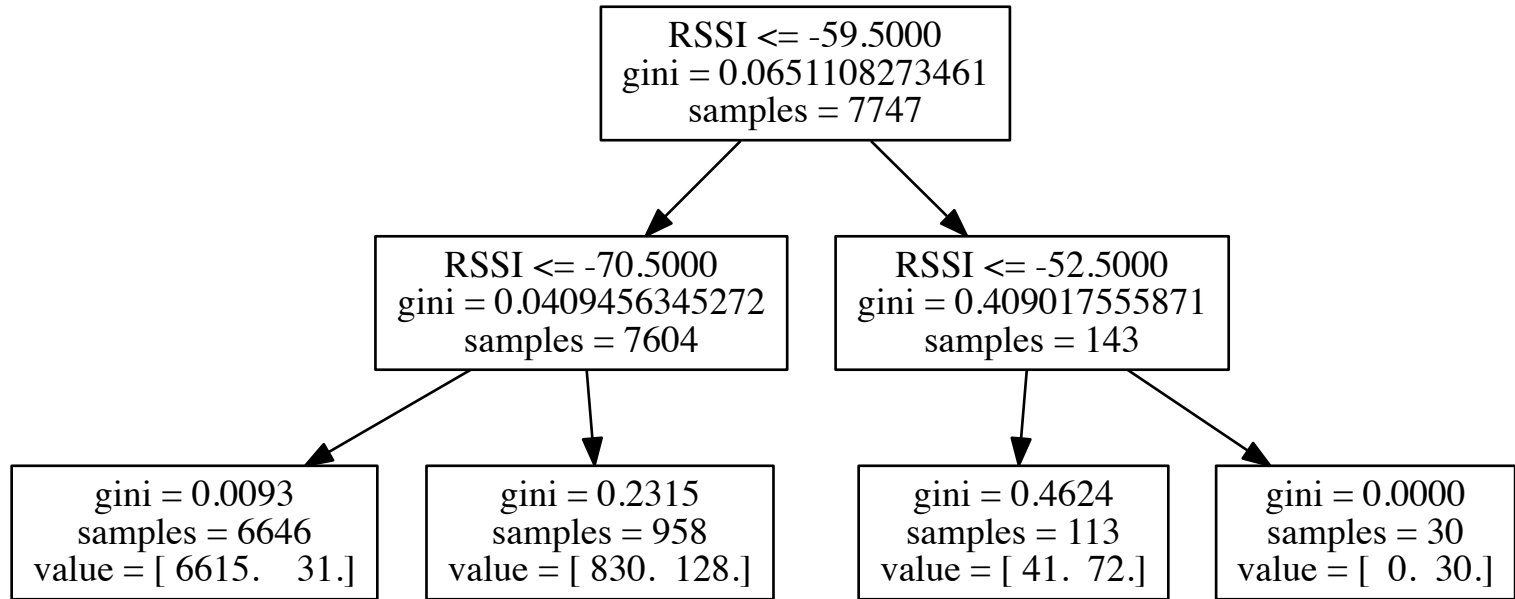 RSSI <= -59.5000
gini = 0.0651108273461
samples = 7747
RSSI <= -70.5000
gini = 0.0409456345272
samples = 7604
RSSI <= -52.5000
gini = 0.409017555871
samples = 143
gini = 0.0093
samples = 6646
value = [ 6615.    31.]
gini = 0.2315
samples = 958
value = [ 830.  128.]
gini = 0.4624
samples = 113
value = [ 41.  72.]
gini = 0.0000
samples = 30
value = [  0.  30.]